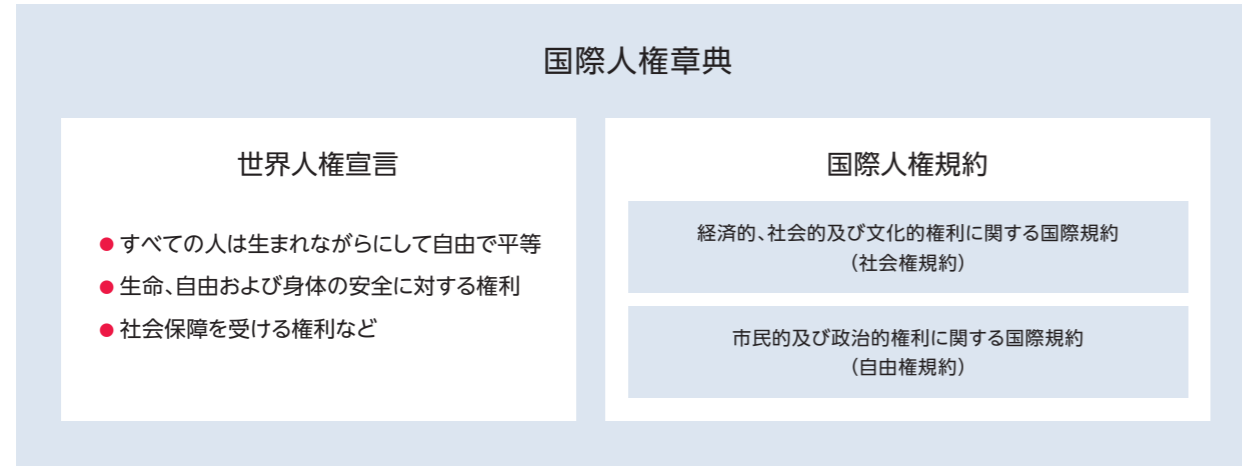 国際人権章典
世界人権宣言
●すべての人は生まれながらにして自由で平等
●生命、自由および身体の安全に対する権利
●社会保障を受ける権利など
国際人権規約
経済的、社会的及び文化的権利に関する国際規約
（社会権規約）
市民的及び政治的権利に関する国際規約
（自由権規約）